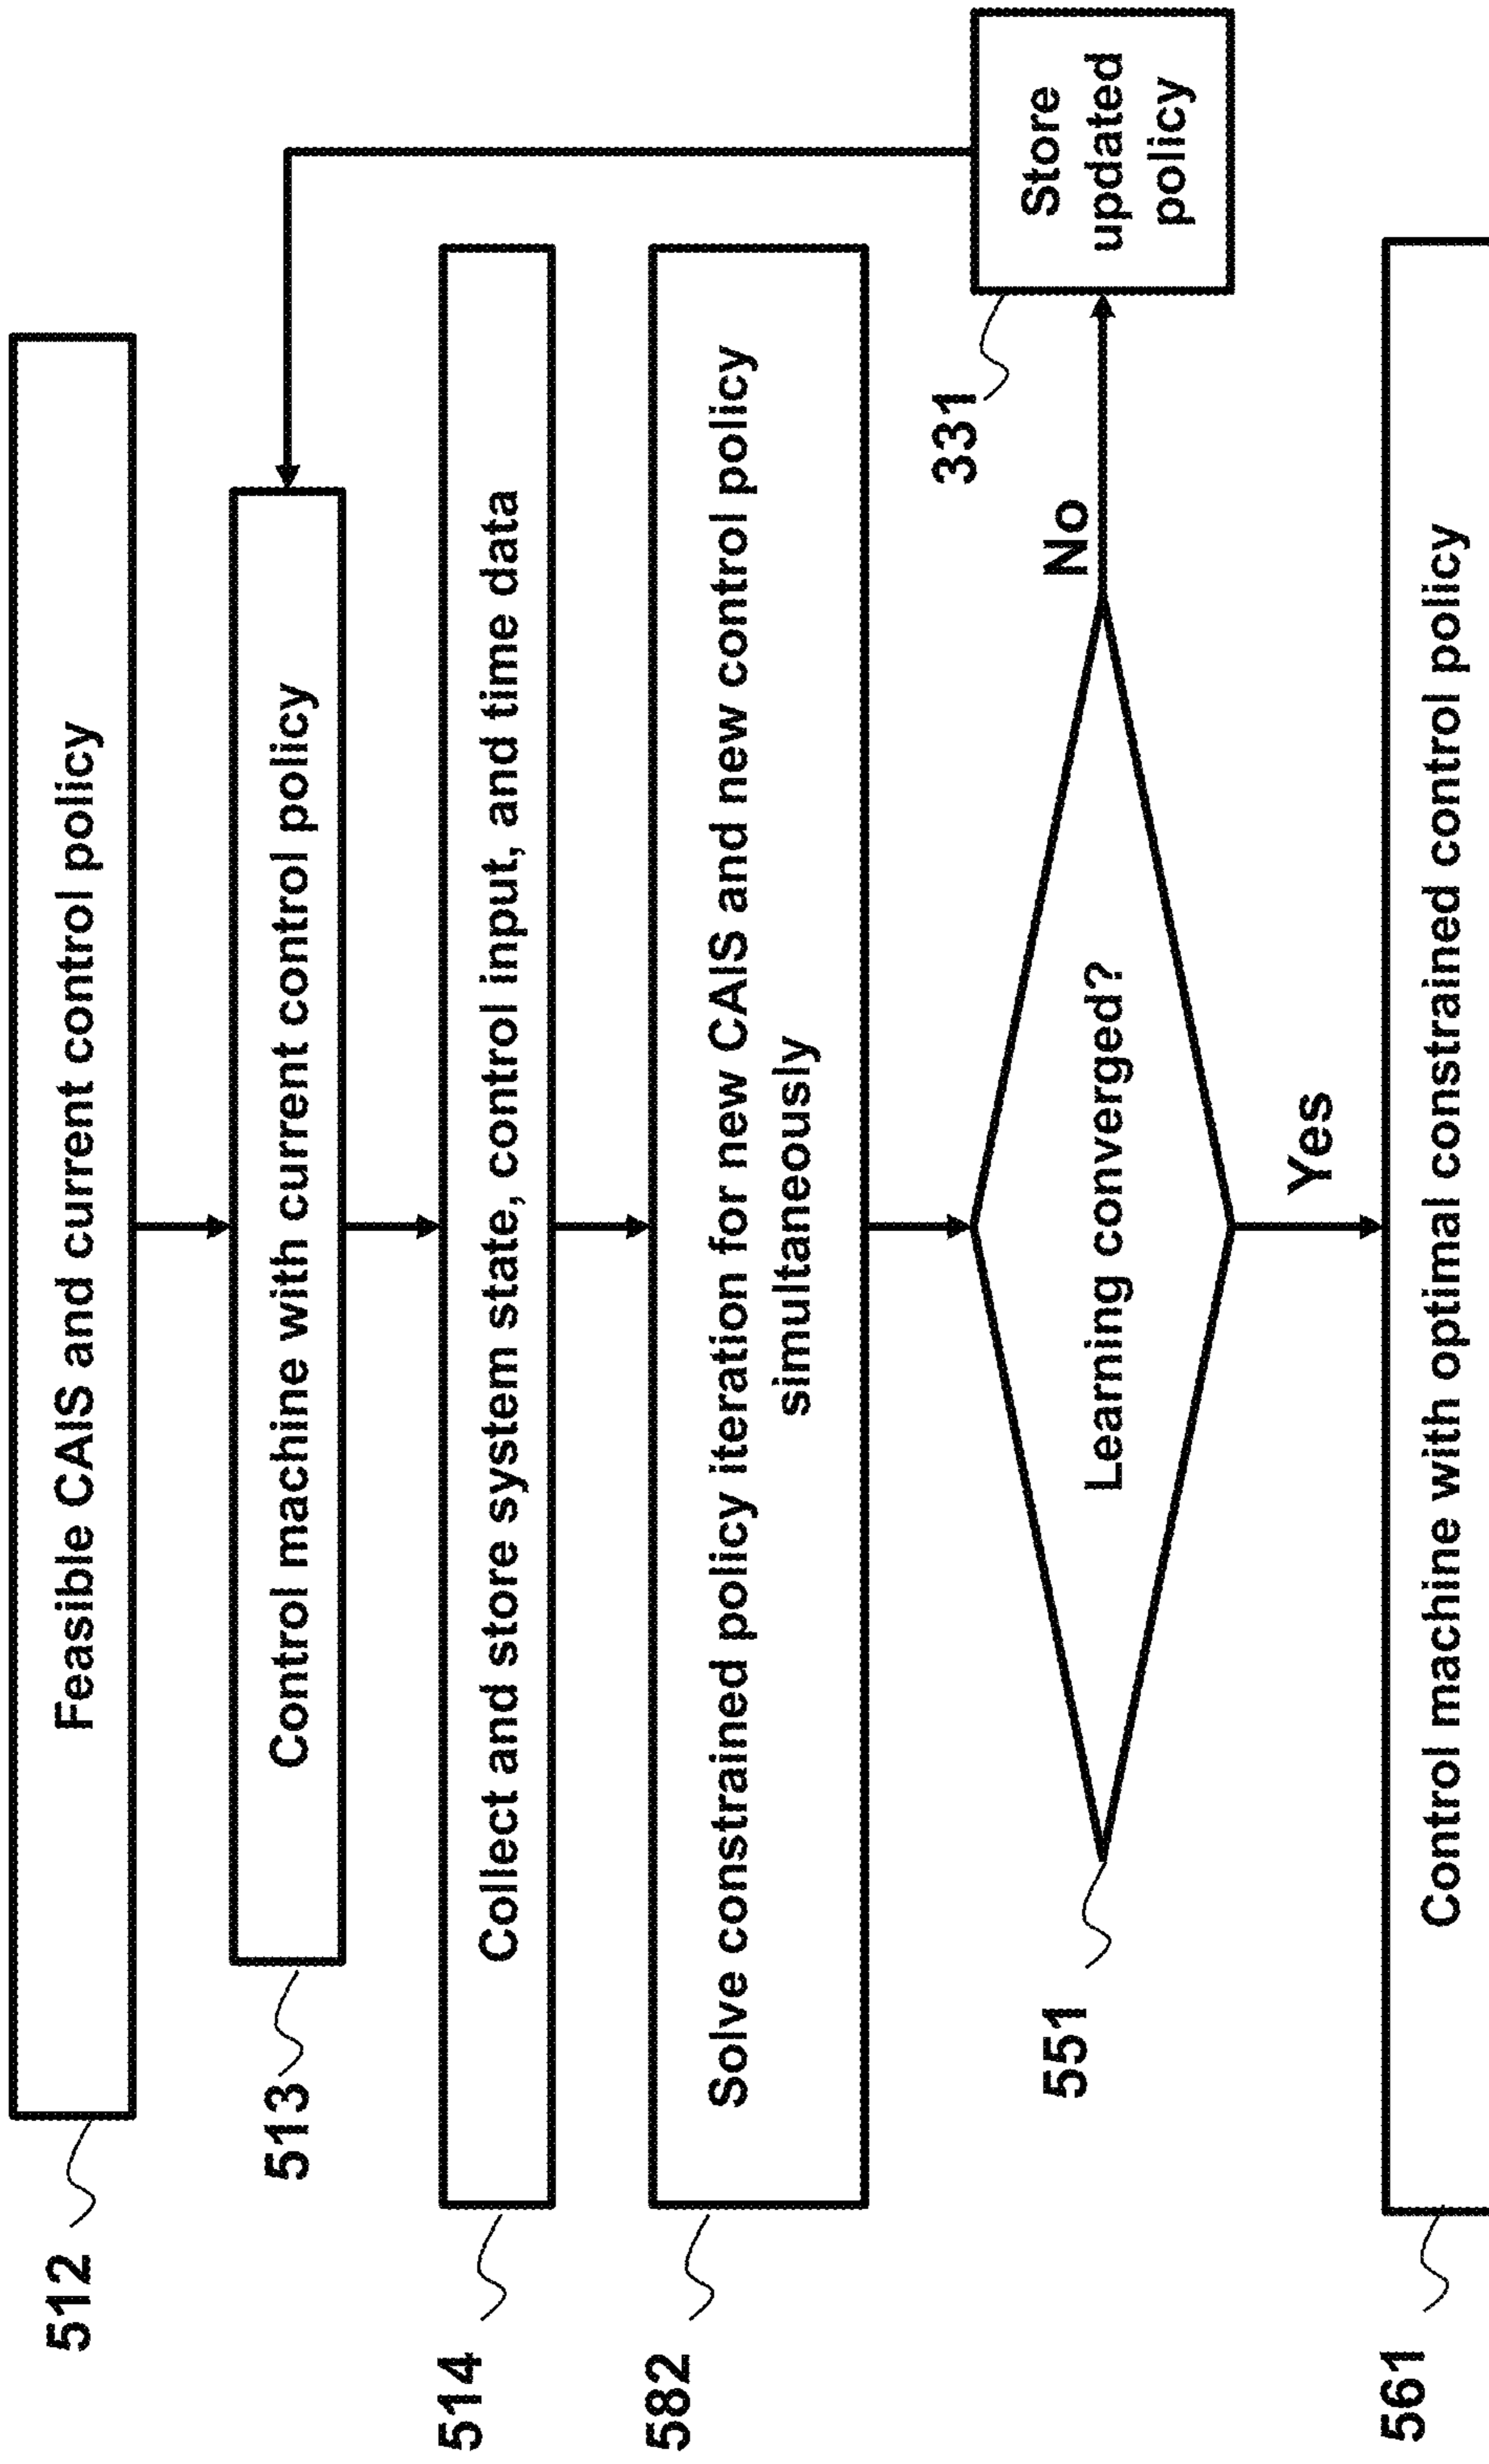 512
Feasible CAIS and current control policy
513
Control machine with current control policy
514
Collect and store system state, control input, and time data
582
Solve constrained policy iteration for new CAIS and new control policy
simultaneously
551
Learning converged?
No
331
Store
updated
policy
Yes
561
Control machine with optimal constrained control policy